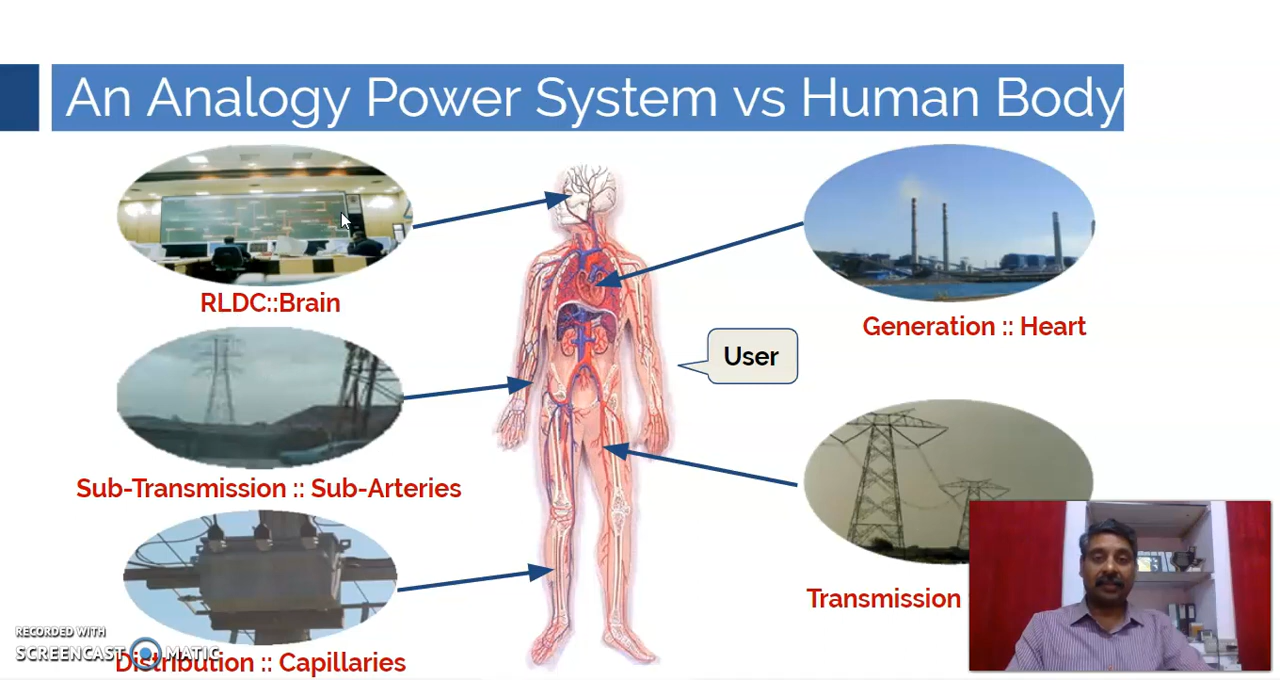 An Analogy Power System vs Human Body
RLDC::Brain
Generation :: Heart
User
Sub-Transmission :: Sub-Arteries
Transmission
RECORDED WITH
SCREENCAST MATIC
Distribution :: Capillaries